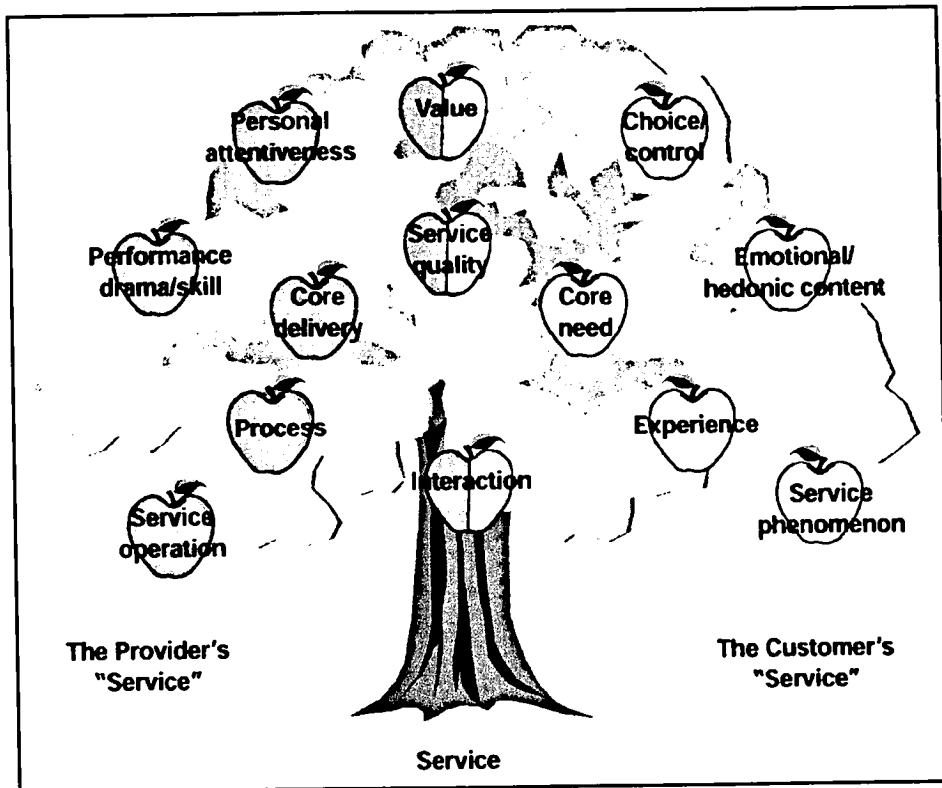 Value
Personal
attentiveness
Choice/
control
Service
quality
Performance
drama/skill
Emotional/
hedonic content
Core
delivery
Core
need
Process
Experience
Interaction
Service
operation
Service
phenomenon
The Provider's
"Service"
The Customer's
"Service"
Service